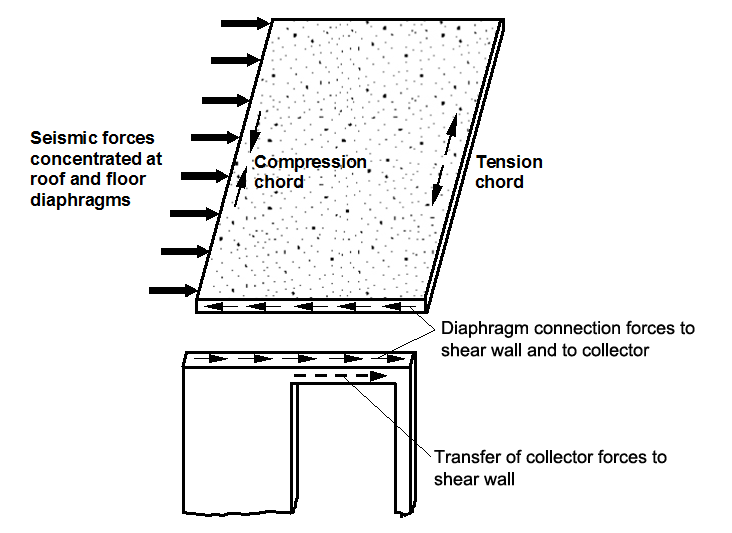 Seismic forces
concentrated at
roof and floor
diaphragms
Compression
chord
Tension
chord
Diaphragm connection forces to
shear wall and to collector
Transfer of collector forces to
shear wall